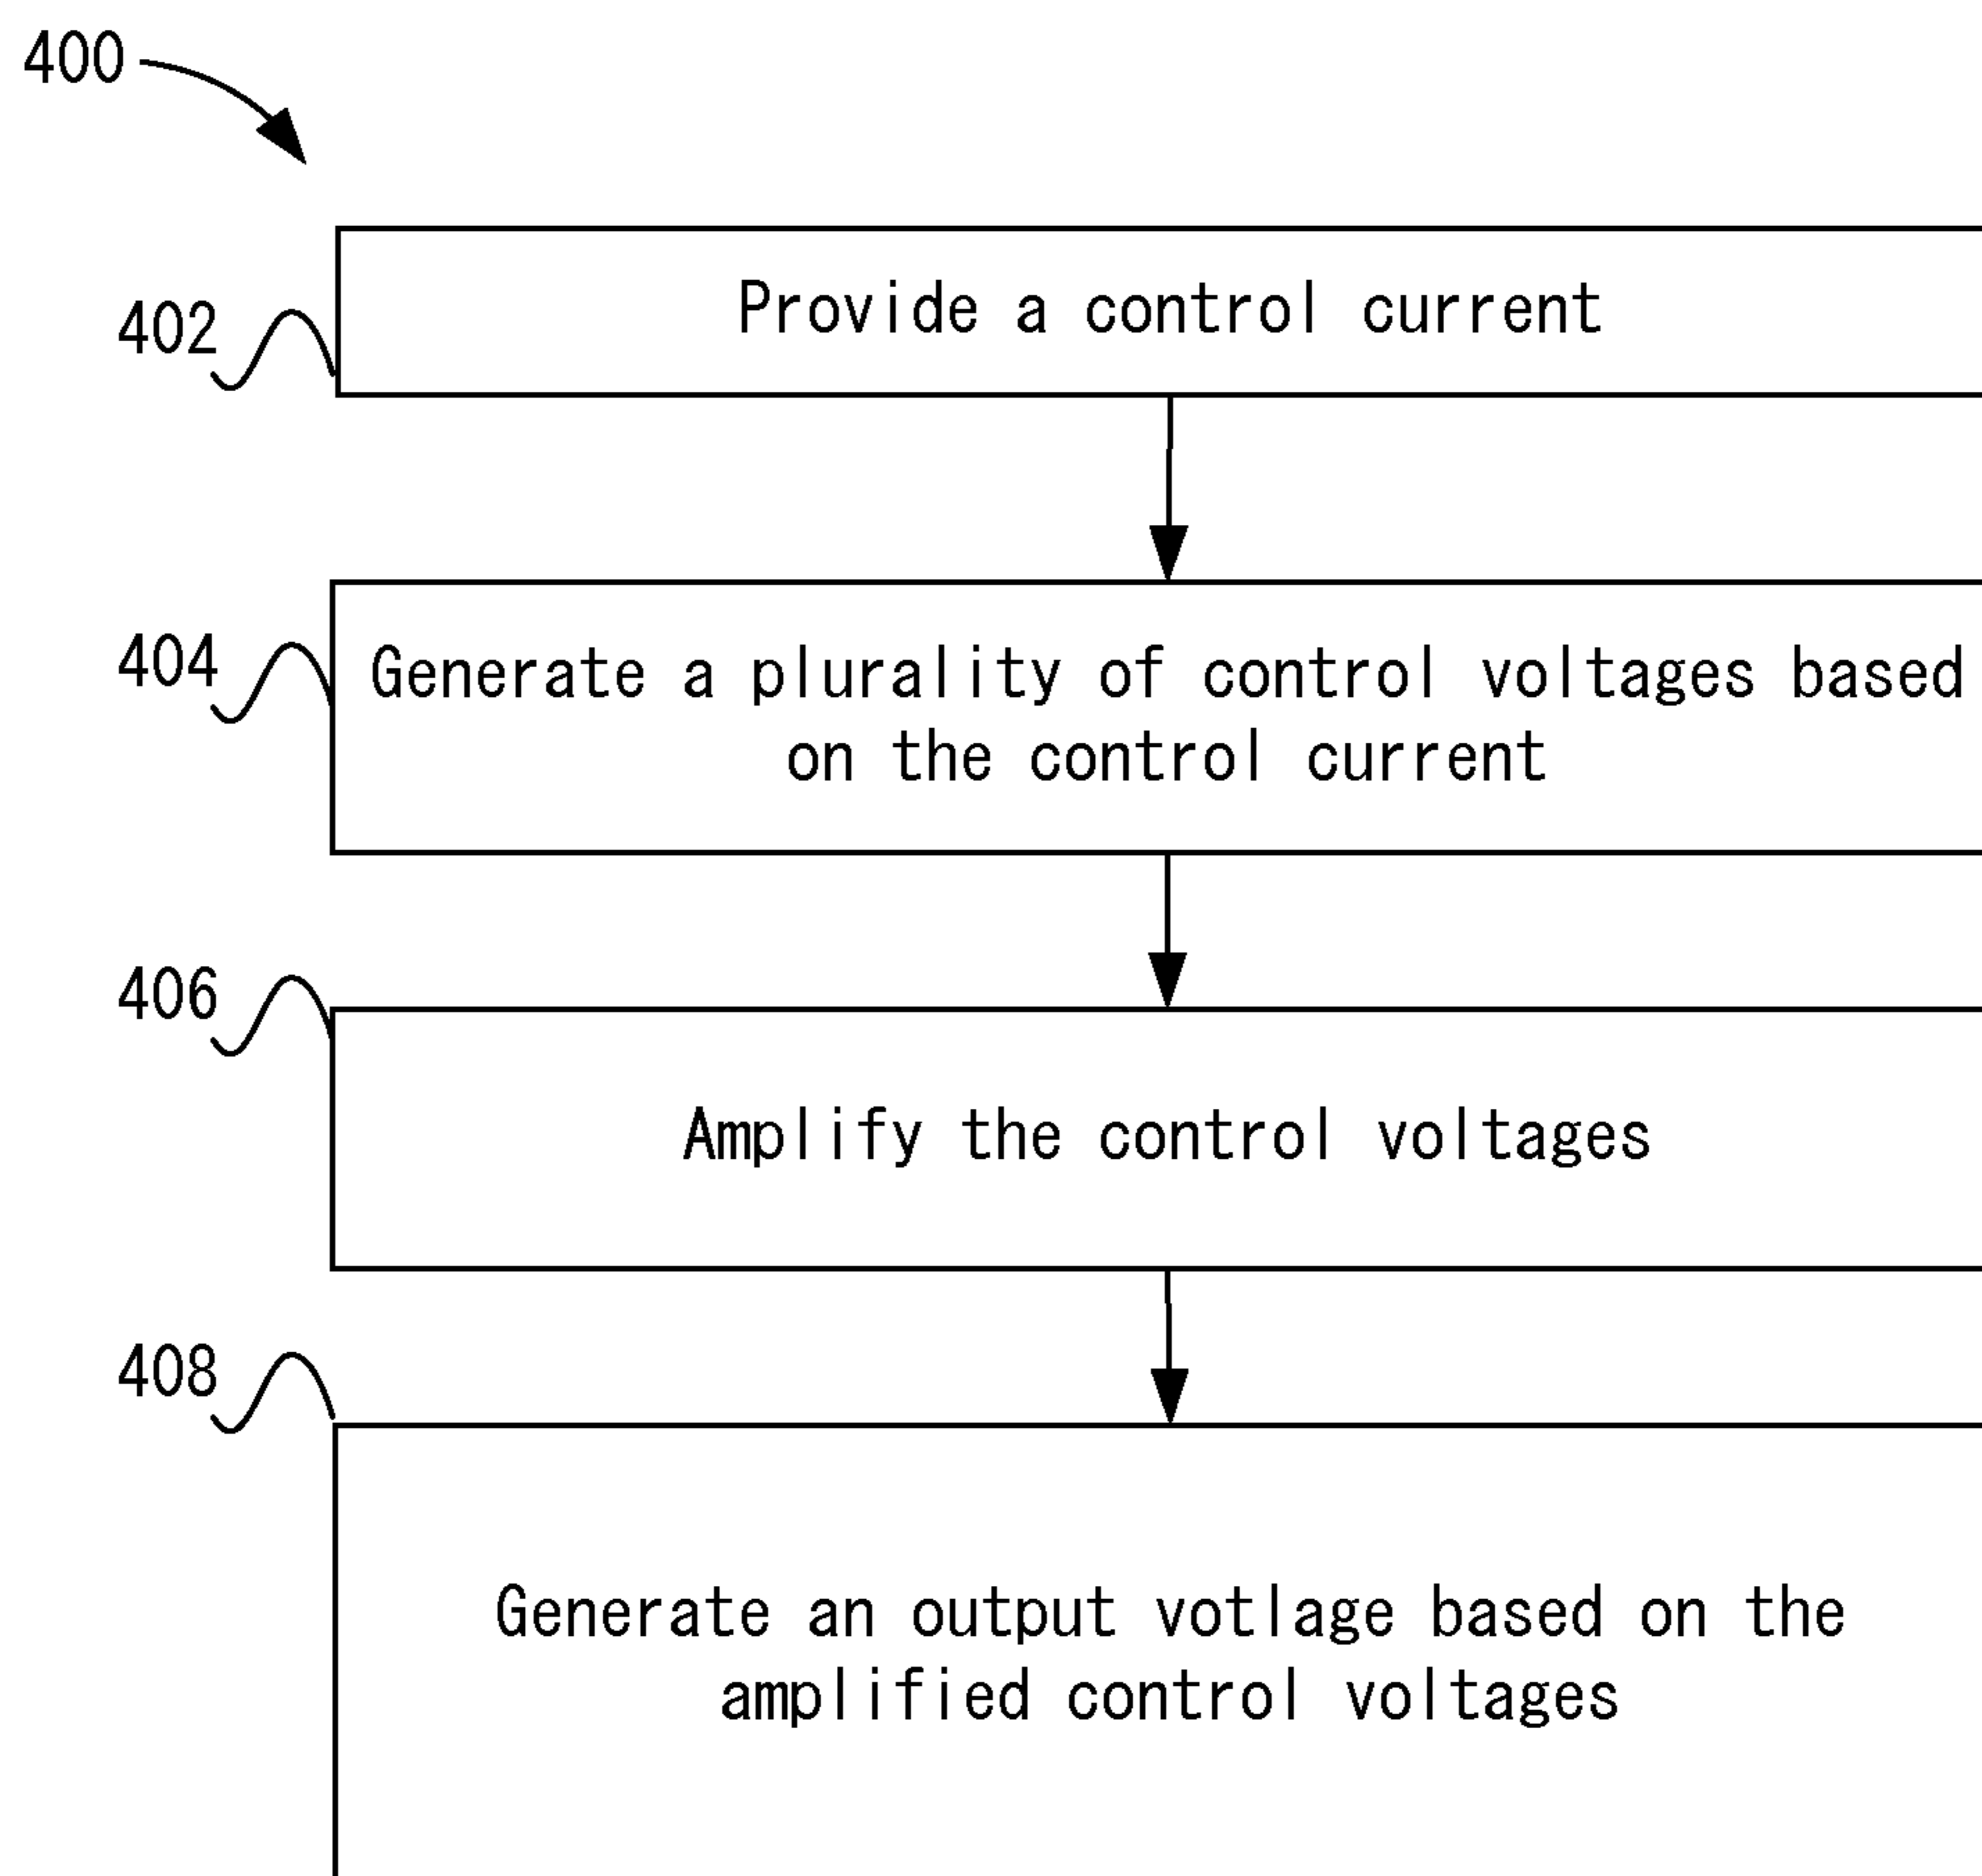 400
402
Provide a control current
404
Generate a plurality of control voltages based
on the control current
406
Amplify the control voltages
408
Generate an output votlage based on the
amplified control voltages